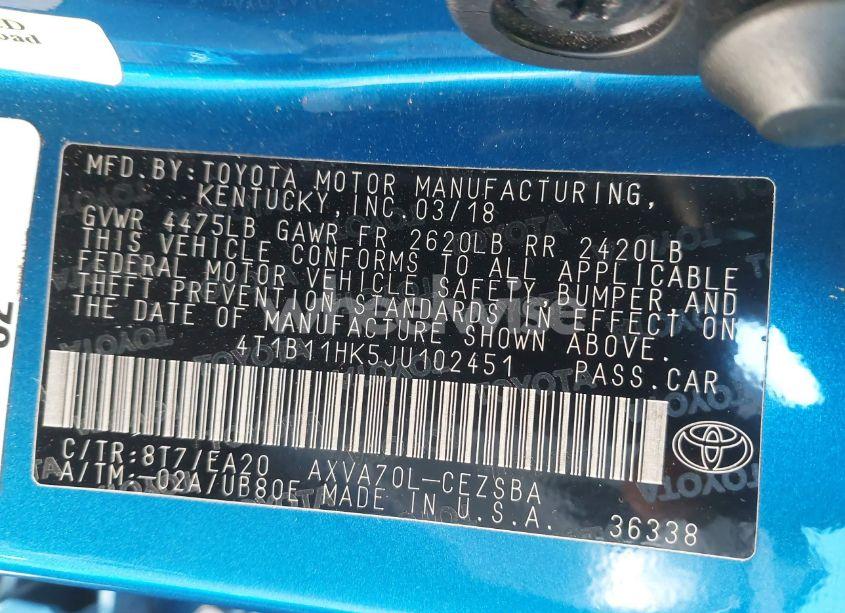 D
oad
MFD.BY:TOYOTA MOTOR MANUFACTURING,
KENTUCKY,INC.03/18
GVWR 4475LB GAWR FR 2620LB RR 2420LB
THIS VEHICLE CONFORMS TO ALL APPLICABLE
FEDERAL MOTOR VEHICLE SAFETY,BUMPER,AND
THEFT PREVENTION STANDARDS IN EFFECT ON
THE DATE OF MANUFACTURE SHOWN ABOVE.
4T1B11HK5JU102451 PASS.CAR
C/TR:8T7/EA20 AXVA70L-CEZSBA
A/TM:-02A/UB80E MADE IN U.S.A. 36338